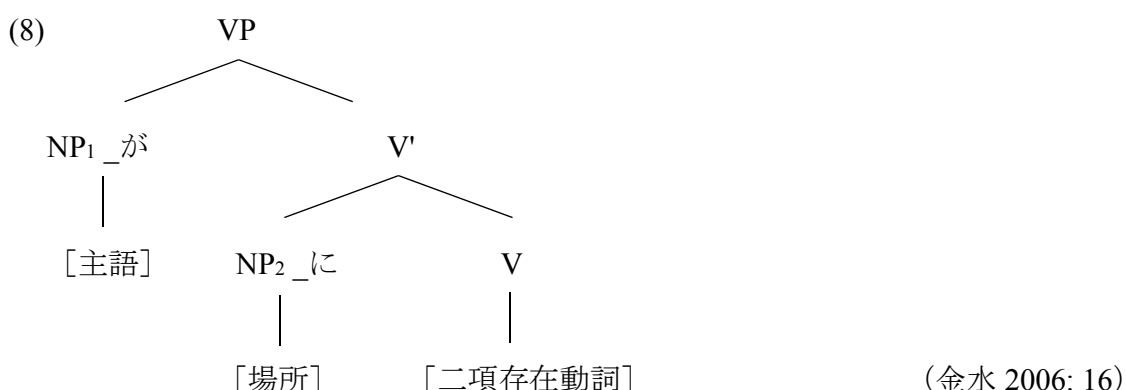 (8) VP
NP1 _が V'
［主語］ NP2 _に V
［場所］ ［二項存在動詞］ （金水 2006: 16）